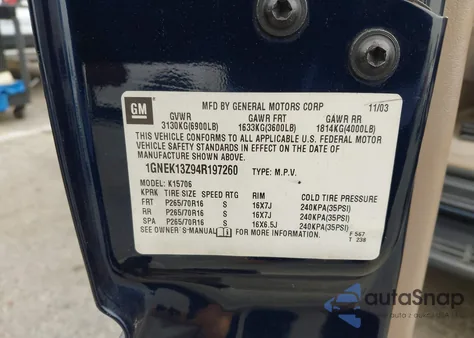 GM
MFD BY GENERAL MOTORS CORP 11/03
GVWR GAWR FRT GAWR RR
3130KG(6900LB) 1633KG(3600LB) 1814KG(4000LB)
THIS VEHICLE CONFORMS TO ALL APPLICABLE U.S. FEDERAL MOTOR
VEHICLE SAFETY STANDARDS IN EFFECT ON THE DATE OF
MANUFACTURE SHOWN ABOVE.
1GNEK13Z94R197260 TYPE: M.P.V.
MODEL: K15706
KPKR TIRE SIZE SPEED RTG RIM COLD TIRE PRESSURE
FRT P265/70R16 S 16X7J 240KPA(35PSI)
RR P265/70R16 S 16X7J 240KPA(35PSI)
SPA P265/70R16 S 16X6.5J 240KPA(35PSI)
SEE OWNER'S MANUAL FOR MORE INFORMATION.
F 567
T 238
autaSnap